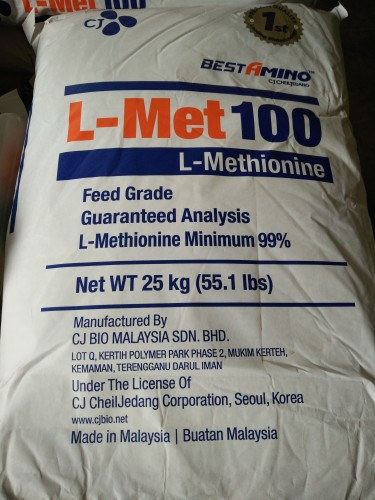 L-Met 100
CJ
1st
BESTAMINO™
CJ CHEILJEDANG
L-Met 100
L-Methionine
Feed Grade
Guaranteed Analysis
L-Methionine Minimum 99%
Net WT 25 kg (55.1 lbs)
Manufactured By
CJ BIO MALAYSIA SDN. BHD.
LOT Q, KERTIH POLYMER PARK PHASE 2, MUKIM KERTEH,
KEMAMAN, TERENGGANU DARUL IMAN
Under The License Of
CJ CheilJedang Corporation, Seoul, Korea
www.cjbio.net
Made in Malaysia | Buatan Malaysia